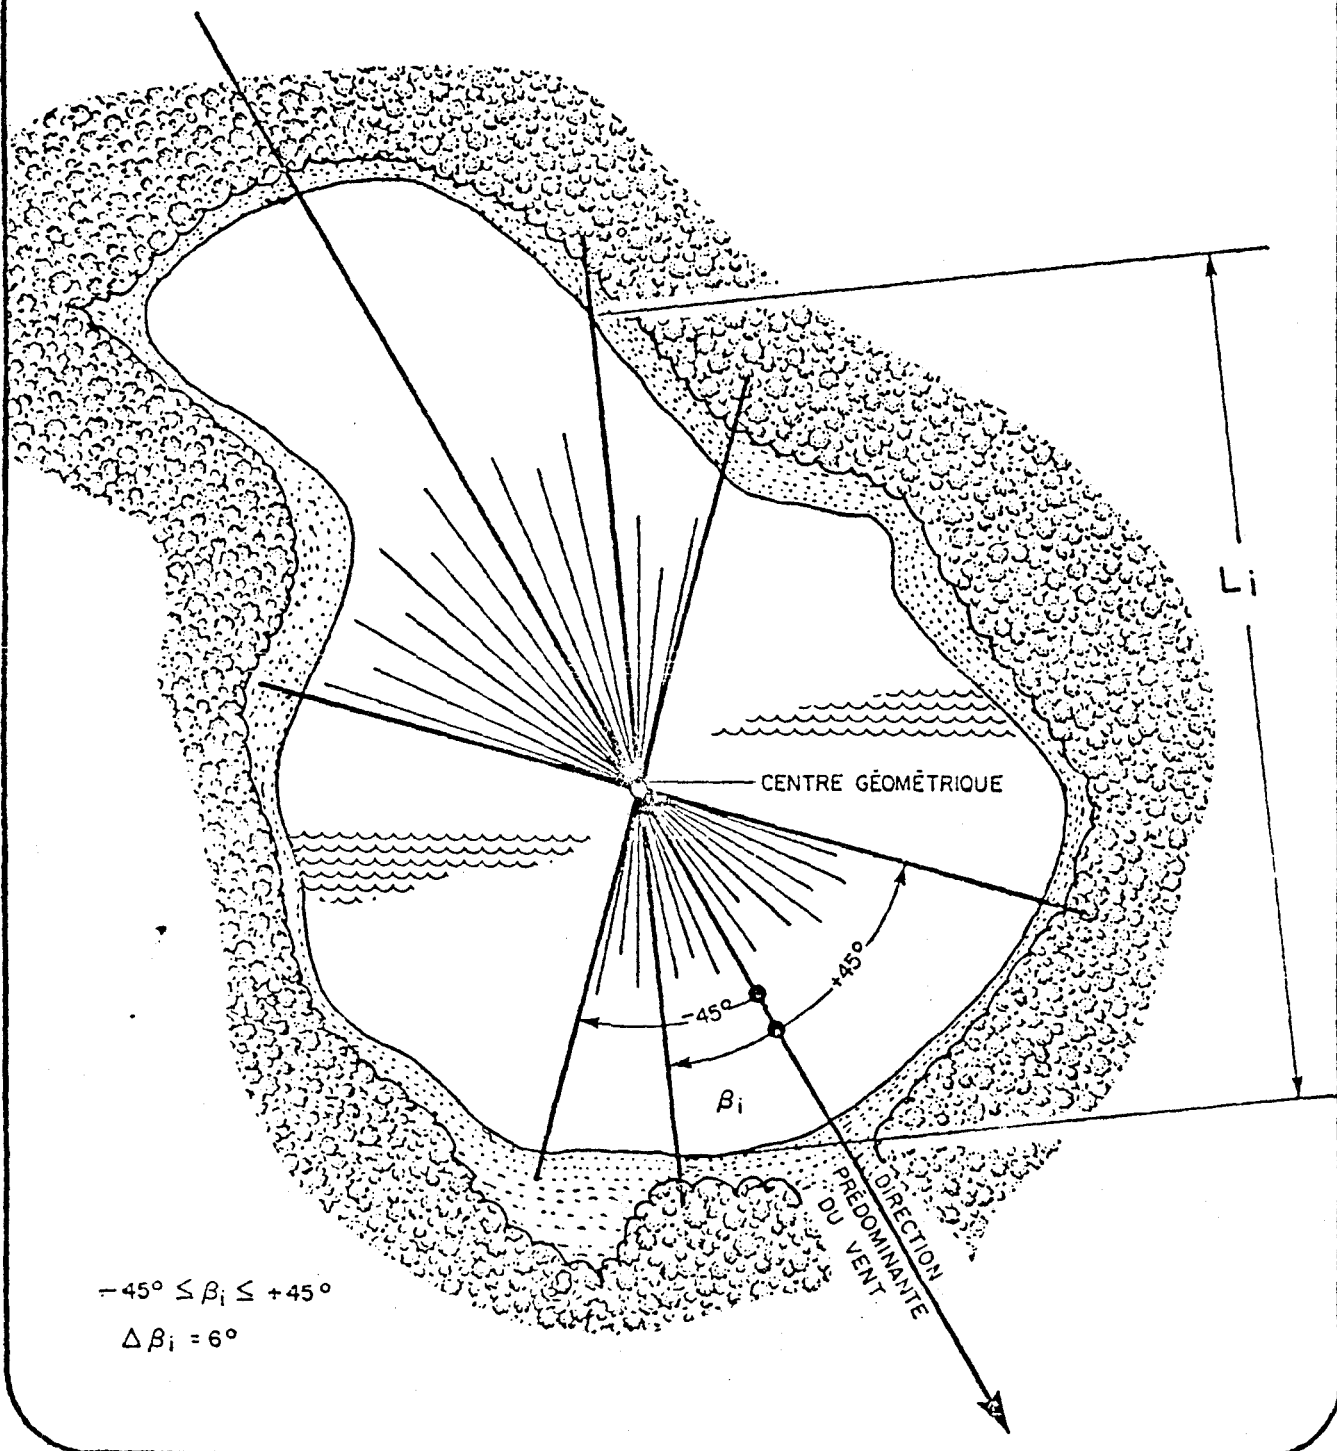 Li
CENTRE GÉOMÉTRIQUE
+45°
-45°
βi
DIRECTION
PRÉDOMINANTE
DU VENT
-45° ≤ βi ≤ +45°
Δβi = 6°